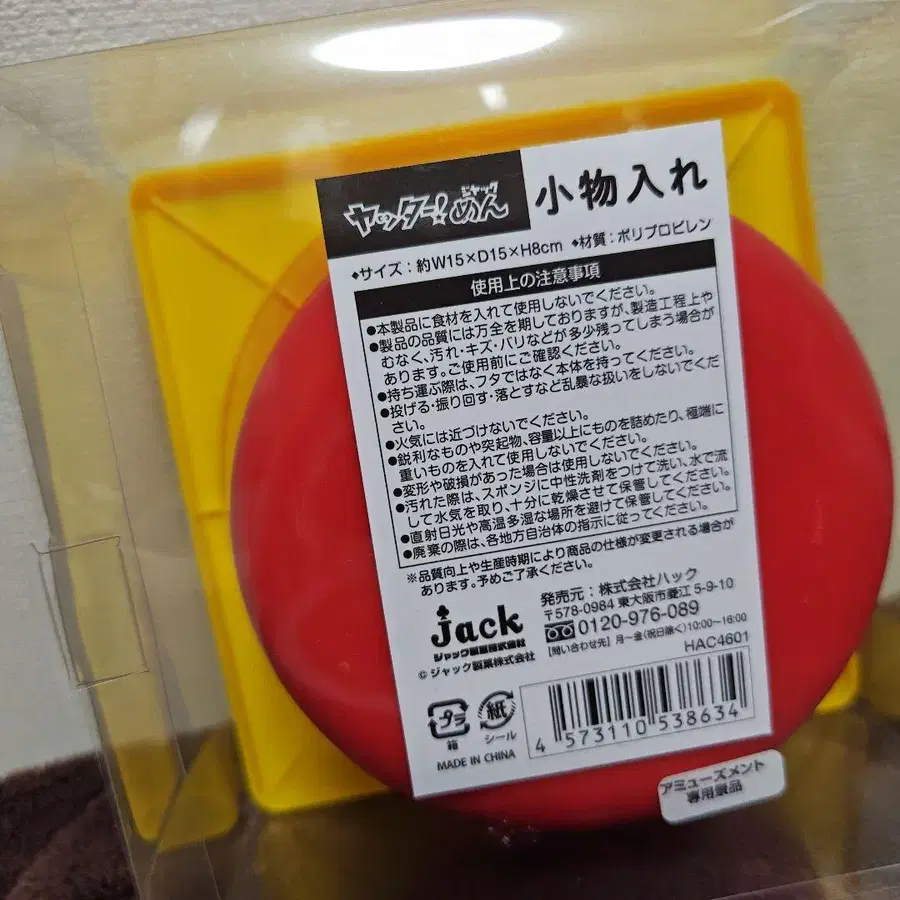 ヤッター!めん
ジャック
小物入れ
◆サイズ：約W15×D15×H8cm ◆材質：ポリプロピレン
使用上の注意事項
●本製品に食材を入れて使用しないでください。
●製品の品質には万全を期しておりますが、製造工程上や
むなく、汚れ・キズ・バリなどが多少残ってしまう場合が
あります。ご使用前にご確認ください。
●持ち運ぶ際は、フタではなく本体を持ってください。
●投げる・振り回す・落とすなど乱暴な扱いをしないでくだ
さい。
●火気には近づけないでください。
●鋭利なものや突起物、容量以上にものを詰めたり、極端に
重いものを入れて使用しないでください。
●変形や破損があった場合は使用しないでください。
●汚れた際は、スポンジに中性洗剤をつけて洗い、水で流
して水気を取り、十分に乾燥させて保管してください。
●直射日光や高温多湿な場所を避けて保管してください。
●廃棄の際は、各地方自治体の指示に従ってください。
※品質向上や生産時期により商品の仕様が変更される場合が
あります。予めご了承ください。
Jack
ジャック製菓株式会社
©ジャック製菓株式会社
発売元：株式会社ハック
〒578-0984 東大阪市菱江 5-9-10
0120-976-089
【問い合わせ先】月〜金(祝日除く)10:00〜16:00
HAC4601
プラ
箱
紙
シール
MADE IN CHINA
4 573110 538634
アミューズメント
専用景品